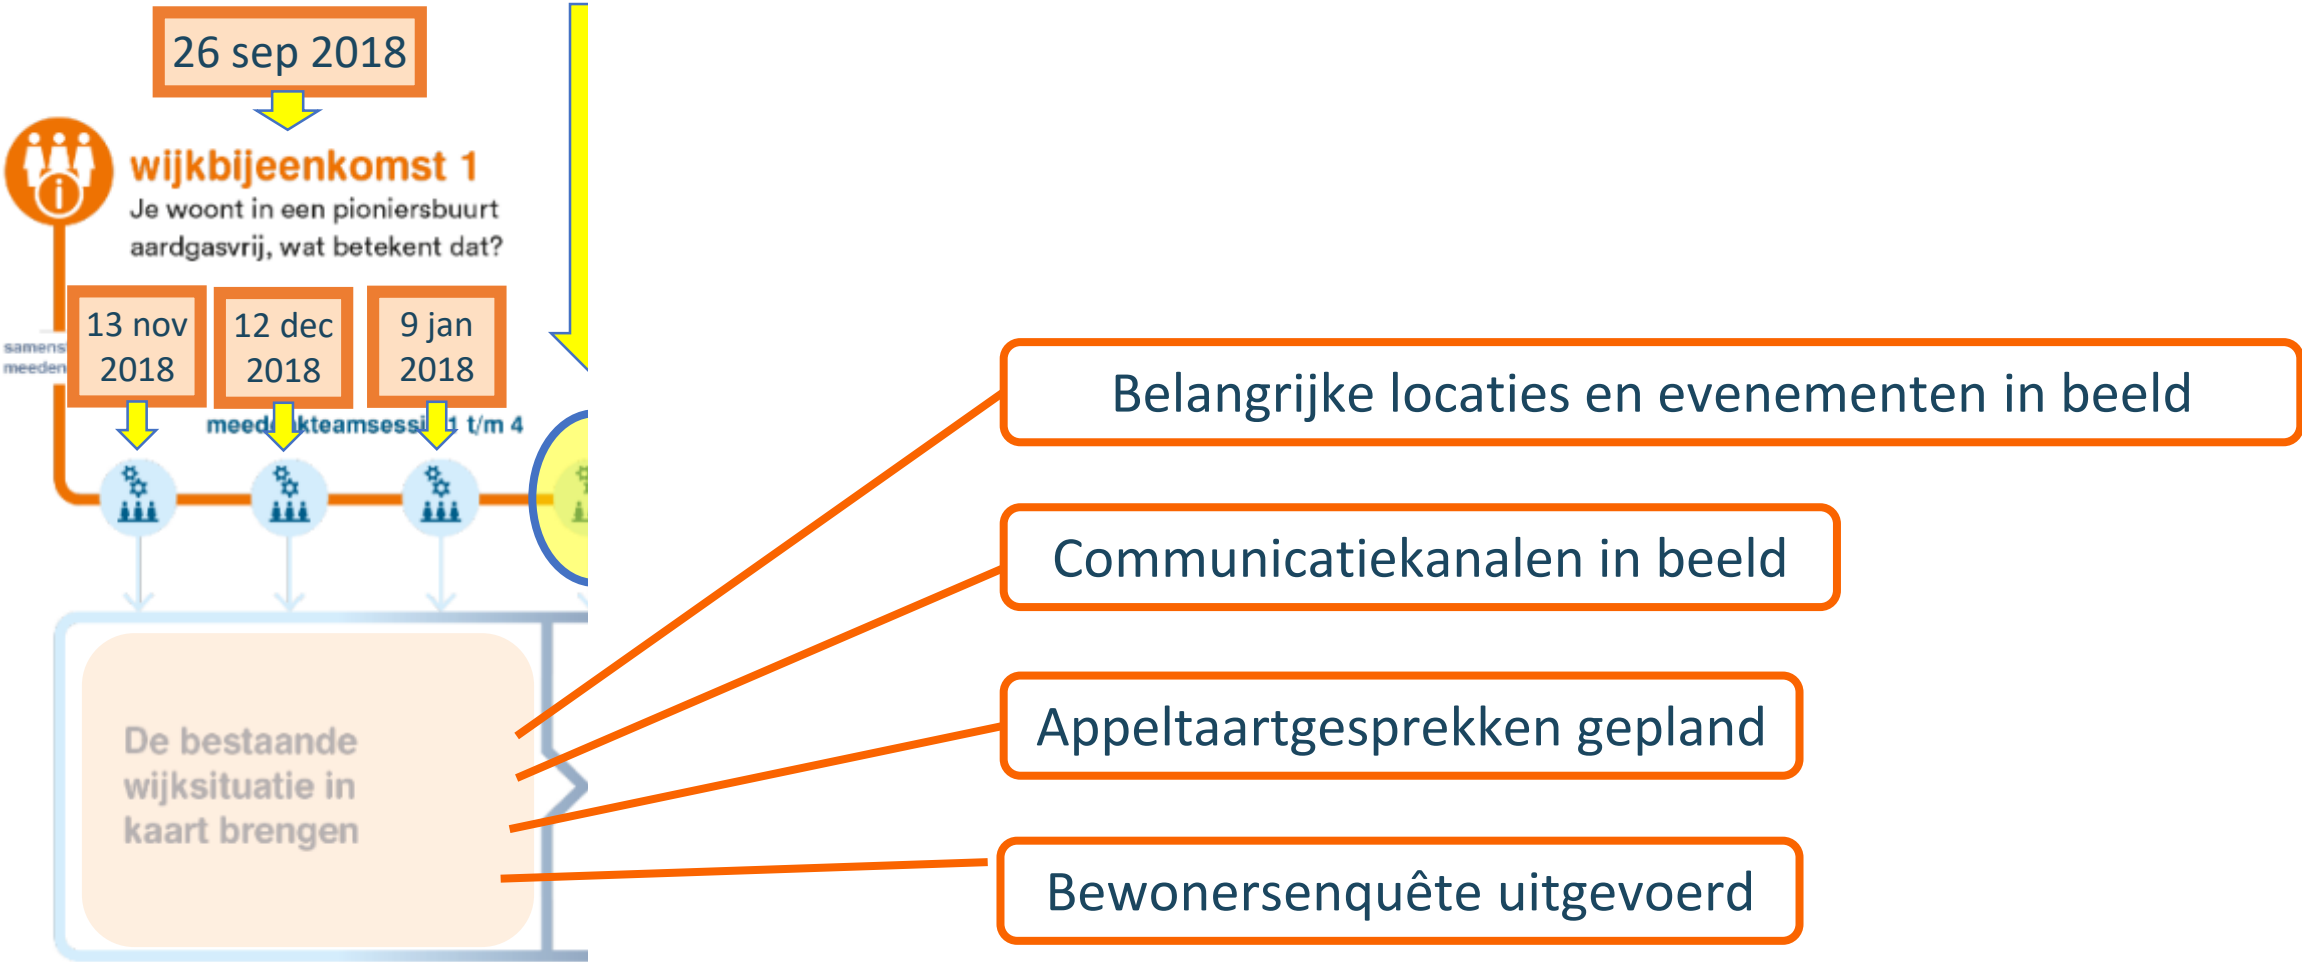 26 sep 2018
wijkbijeenkomst 1
Je woont in een pioniersbuurt
aardgasvrij, wat betekent dat?
13 nov
2018
12 dec
2018
9 jan
2018
samens
meeden
t/m 4
De bestaande
wijksituatie in
kaart brengen
Belangrijke locaties en evenementen in beeld
Communicatiekanalen in beeld
Appeltaartgesprekken gepland
Bewonersenquête uitgevoerd